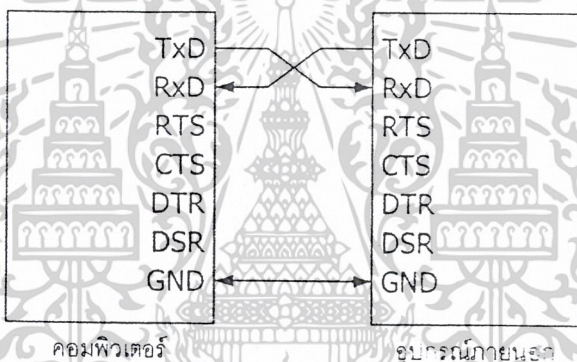 TxD TxD
RxD RxD
RTS RTS
CTS CTS
DTR DTR
DSR DSR
GND GND
คอมพิวเตอร์ อุปกรณ์ภายนอก